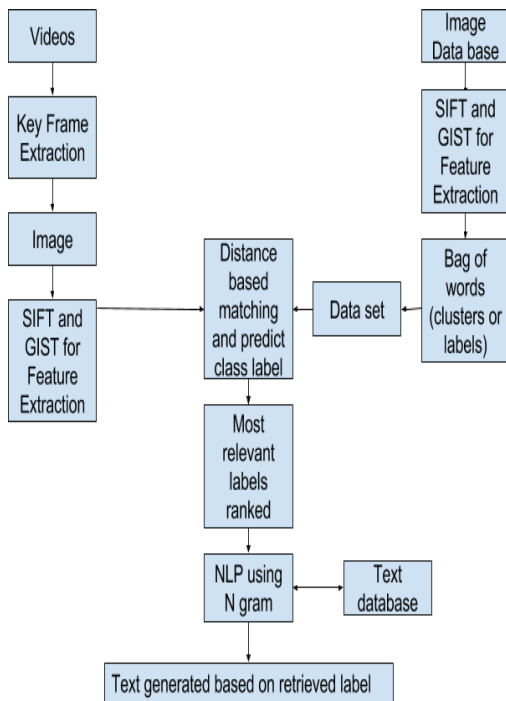 Videos
Key Frame
Extraction
Image
SIFT and
GIST for
Feature
Extraction
Image
Data base
SIFT and
GIST for
Feature
Extraction
Bag of
words
(clusters or
labels)
Data set
Distance
based
matching
and predict
class label
Most
relevant
labels
ranked
NLP using
N gram
Text
database
Text generated based on retrieved label